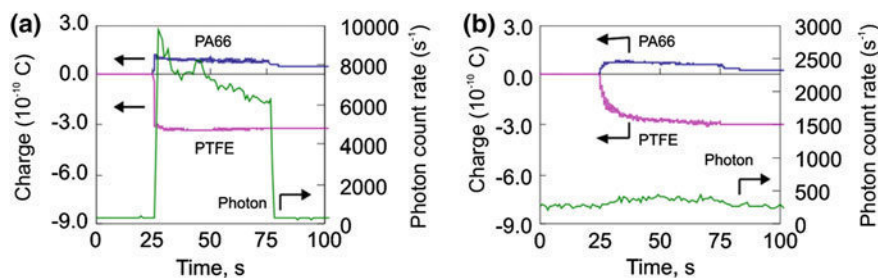 (a)
Charge (10⁻¹⁰ C)
3.0
0.0
-3.0
-6.0
-9.0
PA66
PTFE
Photon
10000
8000
6000
4000
2000
0
Photon count rate (s⁻¹)
0
25
50
75
100
Time, s
(b)
Charge (10⁻¹⁰ C)
3.0
0.0
-3.0
-6.0
-9.0
PA66
PTFE
Photon
3000
2500
2000
1500
1000
500
0
Photon count rate (s⁻¹)
0
25
50
75
100
Time, s